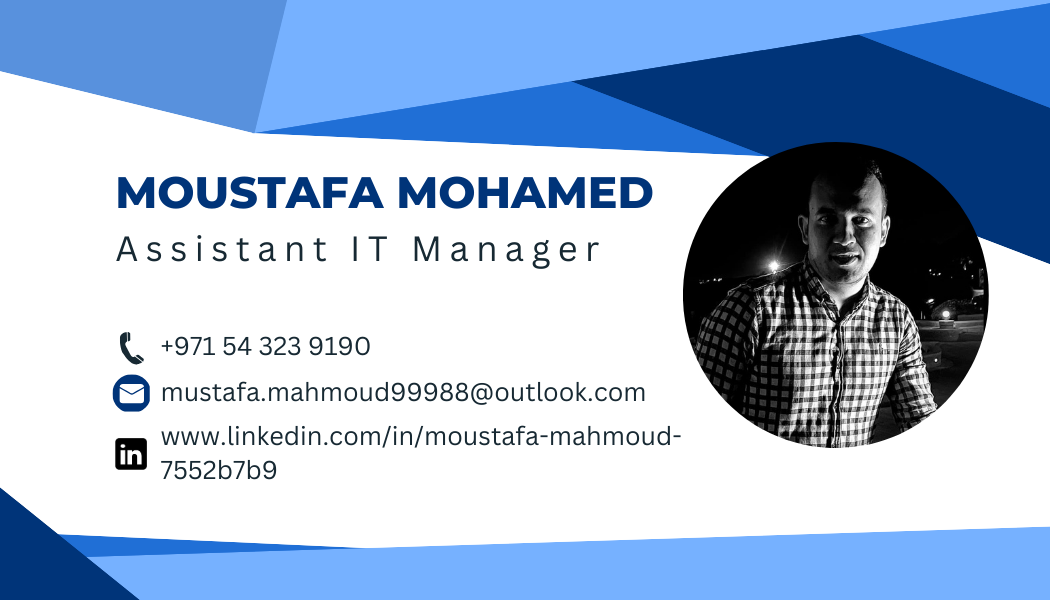 MOUSTAFA MOHAMED
Assistant IT Manager
+971 54 323 9190
mustafa.mahmoud99988@outlook.com
www.linkedin.com/in/moustafa-mahmoud-
7552b7b9